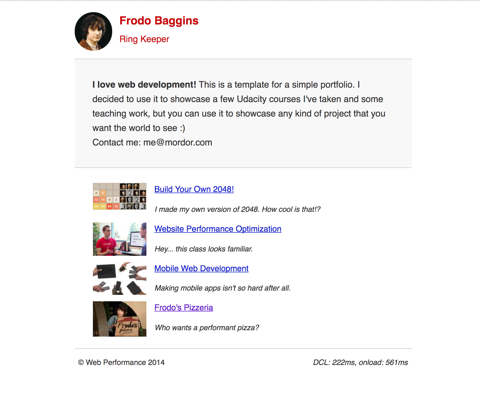 Frodo Baggins
Ring Keeper
I love web development! This is a template for a simple portfolio. I
decided to use it to showcase a few Udacity courses I've taken and some
teaching work, but you can use it to showcase any kind of project that you
want the world to see :)
Contact me: me@mordor.com
Build Your Own 2048!
I made my own version of 2048. How cool is that!?
Website Performance Optimization
Hey... this class looks familiar.
Mobile Web Development
Making mobile apps isn't so hard after all.
Frodo's Pizzeria
Who wants a performant pizza?
© Web Performance 2014
DCL: 222ms, onload: 561ms